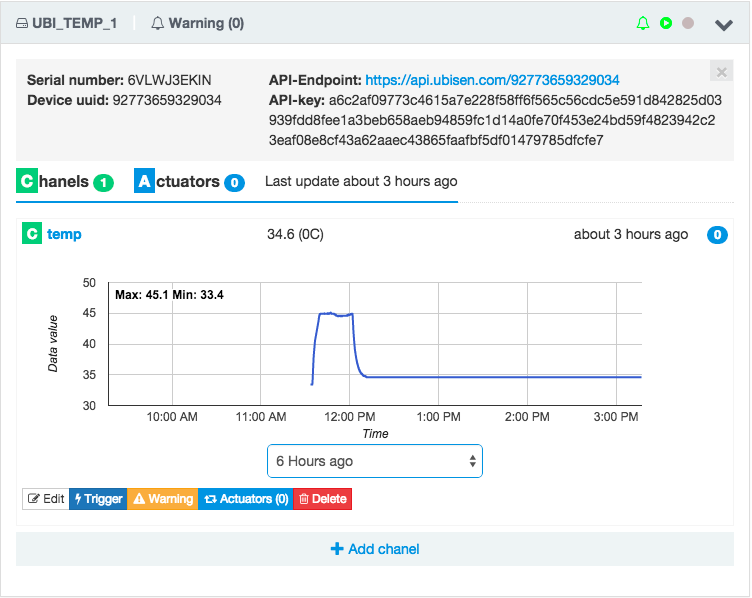 UBI_TEMP_1 Warning (0)
Serial number: 6VLWJ3EKIN
Device uuid: 92773659329034
API-Endpoint: https://api.ubisen.com/92773659329034
API-key: a6c2af09773c4615a7e228f58ff6f565c56cdc5e591d842825d03
939fdd8fee1a3beb658aeb94859fc1d14a0fe70f453e24bd59f4823942c2
3eaf08e8cf43a62aaec43865faafbf5df01479785dfcfe7
Chanels 1 Actuators 0 Last update about 3 hours ago
C temp 34.6 (0C) about 3 hours ago 0
Max: 45.1 Min: 33.4
Data value
50
45
40
35
30
10:00 AM 11:00 AM 12:00 PM 1:00 PM 2:00 PM 3:00 PM
Time
6 Hours ago
Edit Trigger Warning Actuators (0) Delete
Add chanel